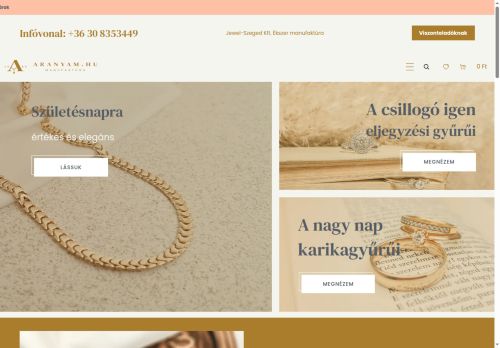 Infóvonal: +36 30 8353449
Jewel-Szeged Kft. Ékszer manufaktúra
Viszonteladóknak
ARANYAM.HU
MANUFAKTÚRA
0 Ft
Születésnapra
értékes és elegáns
LÁSSUK
A csillogó igen
eljegyzési gyűrűi
MEGNÉZEM
A nagy nap
karikagyűrűi
MEGNÉZEM